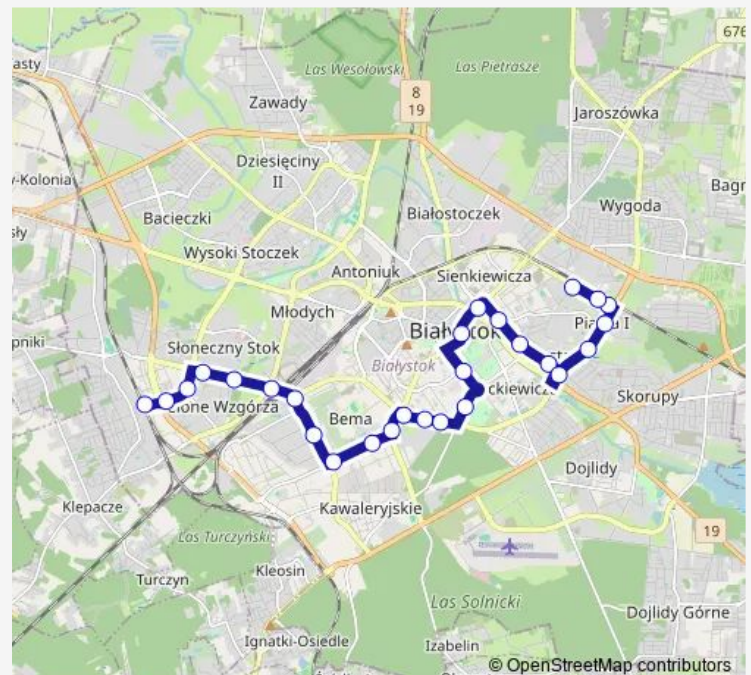 Las Wesołowski
Las Pietrasze
676
Zawady
8
19
Jaroszówka
Dziesięciny
II
Białostoczek
Wygoda
Bacieczki
Wysoki Stoczek
Antoniuk
Sienkiewicza
Młodych
Białystok
Słoneczny Stok
Białystok
Skorupy
Bema
Dojlidy
Klepacze
Kawaleryjskie
Las Turczyński
19
Kleosin
Turczyn
Las Solnicki
Dojlidy Górne
Ignatki-Osiedle
Izabelin
© OpenStreetMap contributors